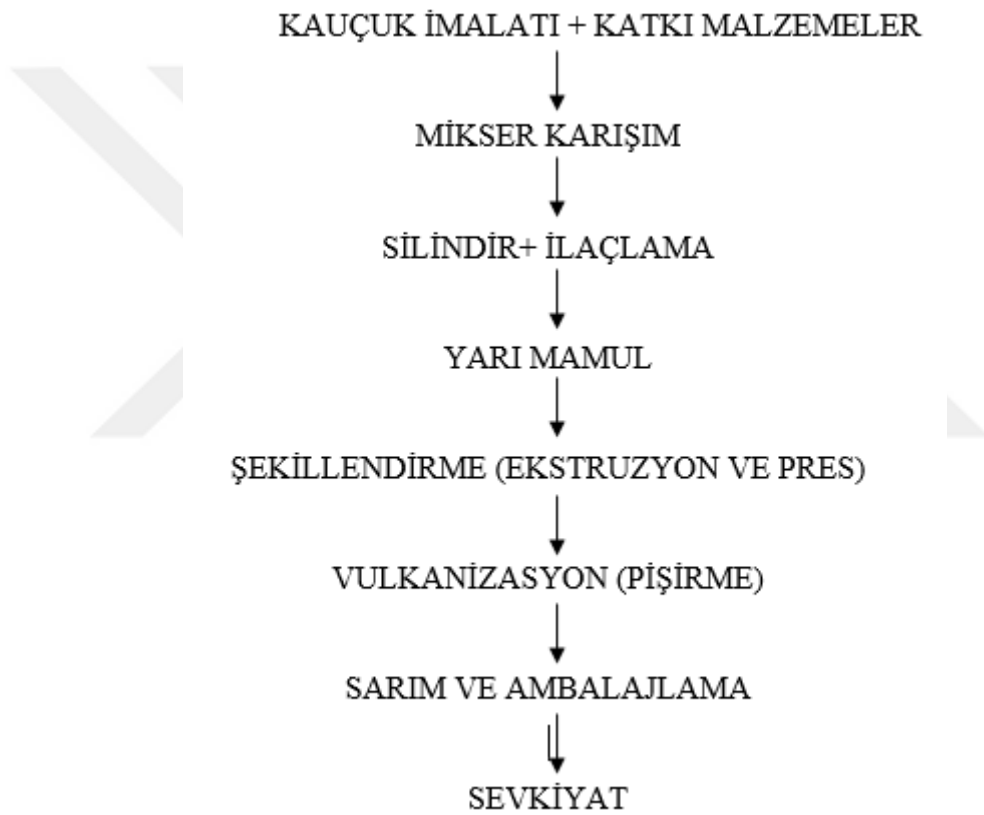 KAUÇUK İMALATI + KATKI MALZEMELER
MİKSER KARIŞIM
SİLİNDİR+ İLAÇLAMA
YARI MAMUL
ŞEKİLLENDİRME (EKSTRUZYON VE PRES)
VULKANİZASYON (PİŞİRME)
SARIM VE AMBALAJLAMA
SEVKİYAT